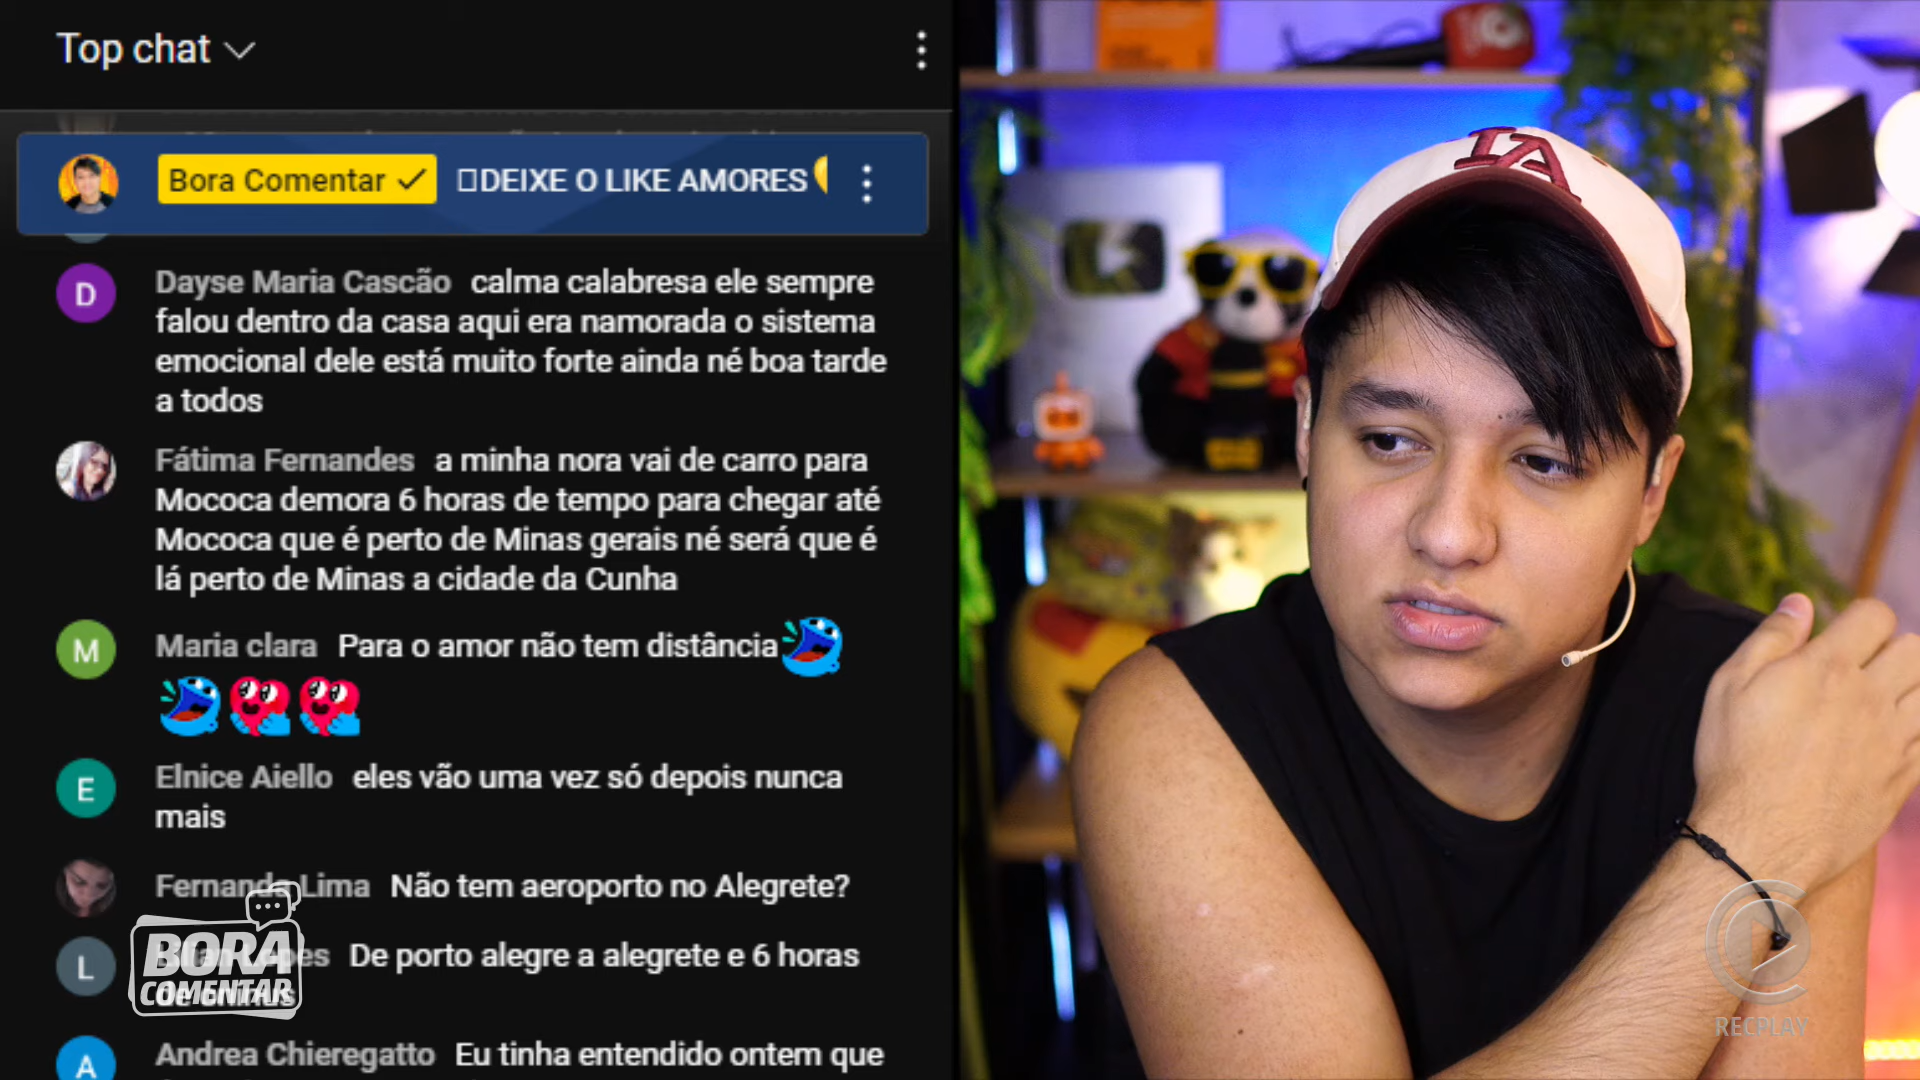 Top chat
Bora Comentar DEIXE O LIKE AMORES
D
Dayse Maria Cascão calma calabresa ele sempre
falou dentro da casa aqui era namorada o sistema
emocional dele está muito forte ainda né boa tarde
a todos
Fátima Fernandes a minha nora vai de carro para
Mococa demora 6 horas de tempo para chegar até
Mococa que é perto de Minas gerais né será que é
lá perto de Minas a cidade da Cunha
M
Maria clara Para o amor não tem distância
E
Elnice Aiello eles vão uma vez só depois nunca
mais
Fernanda Lima Não tem aeroporto no Alegrete?
L
De porto alegre a alegrete e 6 horas
BORA
COMENTAR
A
Andrea Chieregatto Eu tinha entendido ontem que
IA
RECPLAY